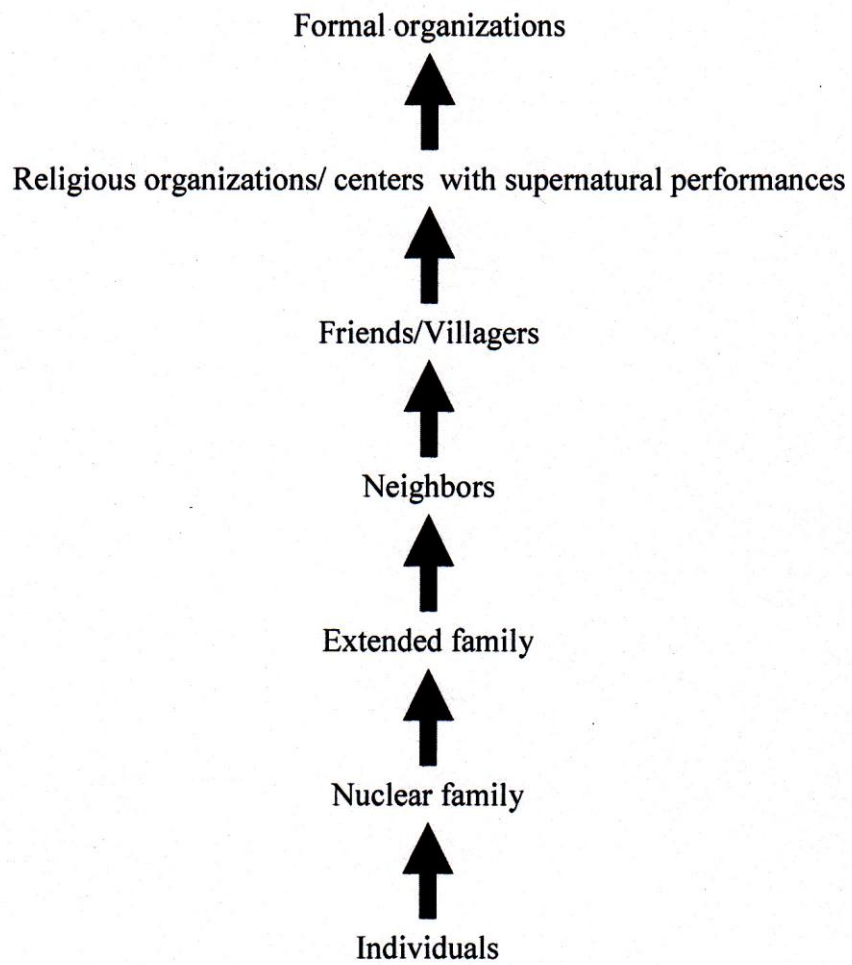 Formal organizations
Religious organizations/ centers with supernatural performances
Friends/Villagers
Neighbors
Extended family
Nuclear family
Individuals